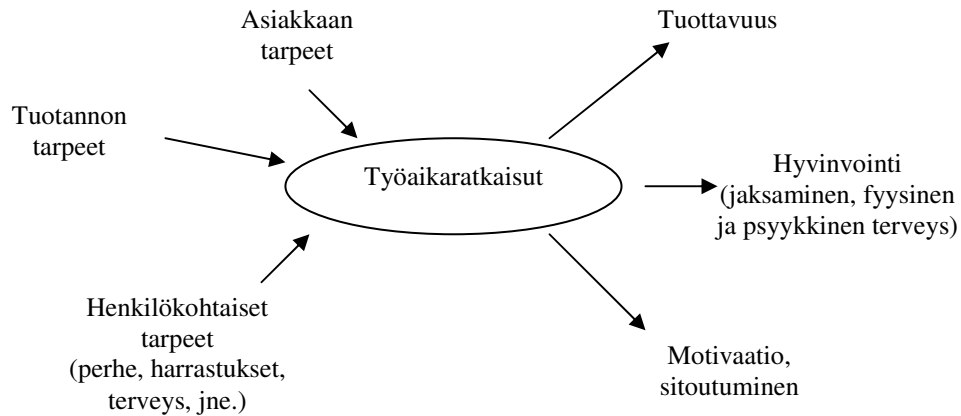 Asiakkaan
tarpeet
Tuottavuus
Tuotannon
tarpeet
Työaikaratkaisut
Hyvinvointi
(jaksaminen, fyysinen
ja psyykkinen terveys)
Henkilökohtaiset
tarpeet
(perhe, harrastukset,
terveys, jne.)
Motivaatio,
sitoutuminen